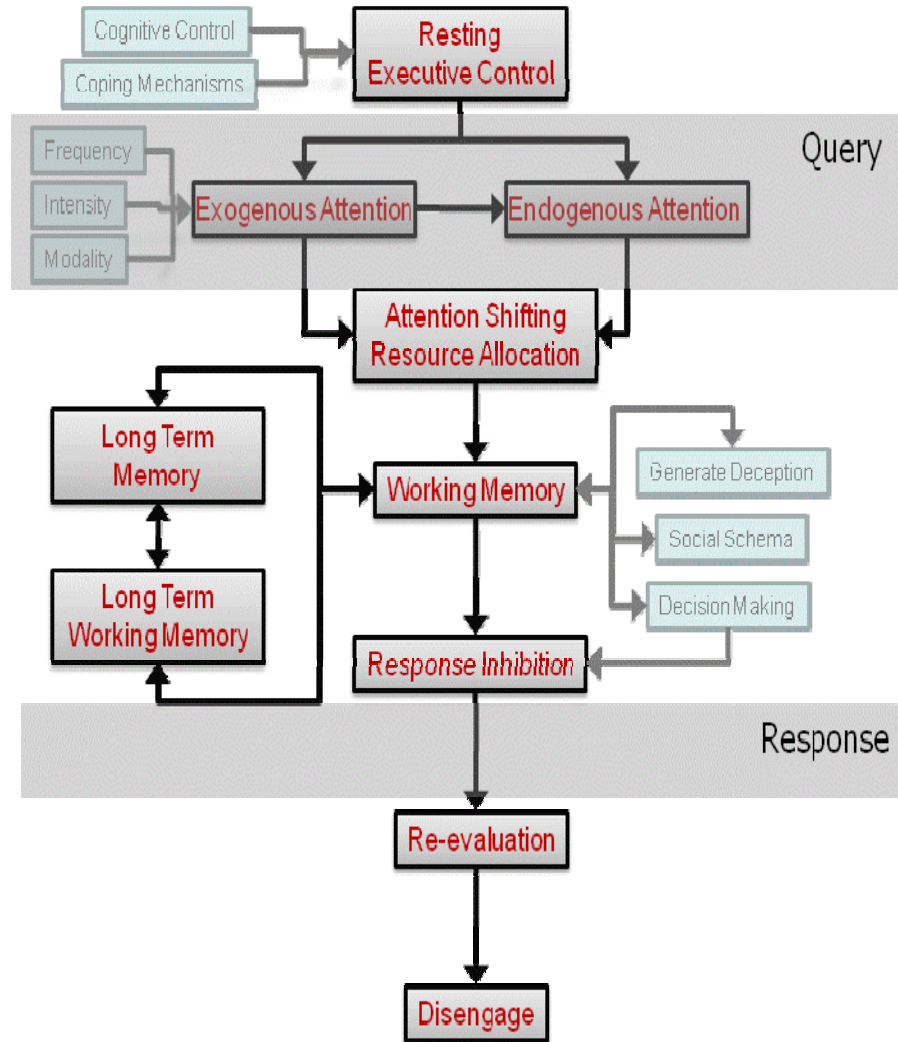 Cognitive Control
Coping Mechanisms
Resting
Executive Control
Query
Frequency
Intensity
Modality
Exogenous Attention
Endogenous Attention
Attention Shifting
Resource Allocation
Long Term
Memory
Long Term
Working Memory
Working Memory
Generate Deception
Social Schema
Decision Making
Response Inhibition
Response
Re-evaluation
Disengage